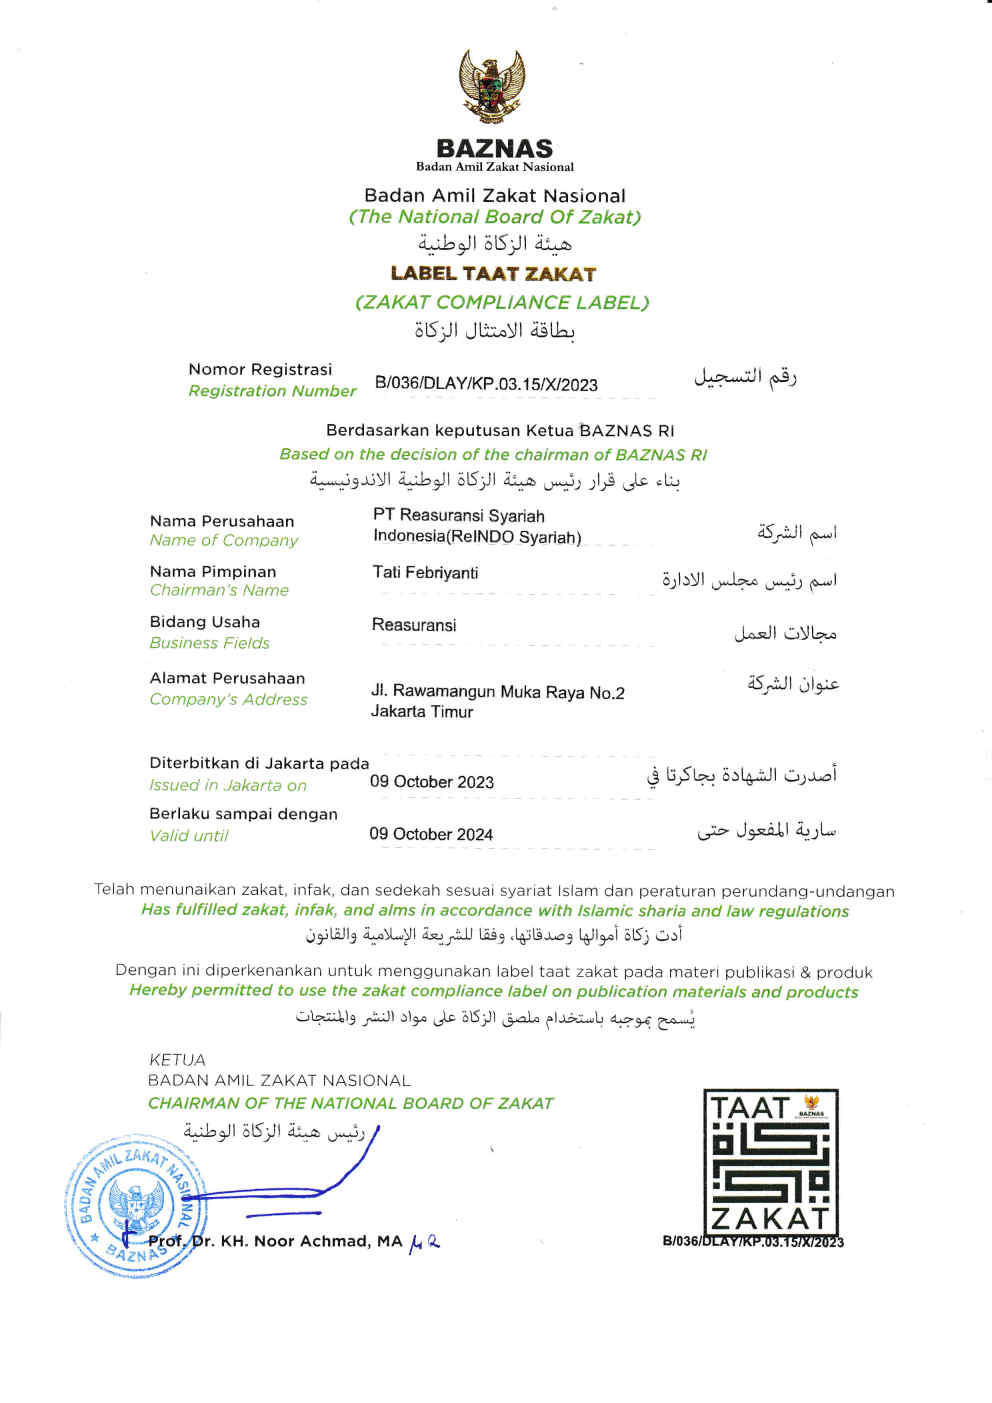 BAZNAS
Badan Amil Zakat Nasional
Badan Amil Zakat Nasional
(The National Board Of Zakat)
هيئة الزكاة الوطنية
LABEL TAAT ZAKAT
(ZAKAT COMPLIANCE LABEL)
بطاقة الامتثال الزكاة
Nomor Registrasi
Registration Number
B/036/DLAY/KP.03.15/X/2023
رقم التسجيل
Berdasarkan keputusan Ketua BAZNAS RI
Based on the decision of the chairman of BAZNAS RI
بناء على قرار رئيس هيئة الزكاة الوطنية الاندونيسية
Nama Perusahaan
Name of Company
PT Reasuransi Syariah
Indonesia(ReINDO Syariah)
اسم الشركة
Nama Pimpinan
Chairman's Name
Tati Febriyanti
اسم رئيس مجلس الادارة
Bidang Usaha
Business Fields
Reasuransi
مجالات العمل
Alamat Perusahaan
Company's Address
Jl. Rawamangun Muka Raya No.2
Jakarta Timur
عنوان الشركة
Diterbitkan di Jakarta pada
Issued in Jakarta on
09 October 2023
أصدرت الشهادة بجاكرتا في
Berlaku sampai dengan
Valid until
09 October 2024
سارية المفعول حتى
Telah menunaikan zakat, infak, dan sedekah sesuai syariat Islam dan peraturan perundang-undangan
Has fulfilled zakat, infak, and alms in accordance with Islamic sharia and law regulations
أدت زكاة أموالها وصدقاتها، وفقا للشريعة الإسلامية والقانون
Dengan ini diperkenankan untuk menggunakan label taat zakat pada materi publikasi & produk
Hereby permitted to use the zakat compliance label on publication materials and products
يُسمح بموجبه باستخدام ملصق الزكاة على مواد النشر والمنتجات
KETUA
BADAN AMIL ZAKAT NASIONAL
CHAIRMAN OF THE NATIONAL BOARD OF ZAKAT
رئيس هيئة الزكاة الوطنية
BADAN AMIL ZAKAT NASIONAL
BAZNAS
Prof. Dr. KH. Noor Achmad, MA
TAAT
BAZNAS
ZAKAT
B/036/DLAY/KP.03.15/X/2023